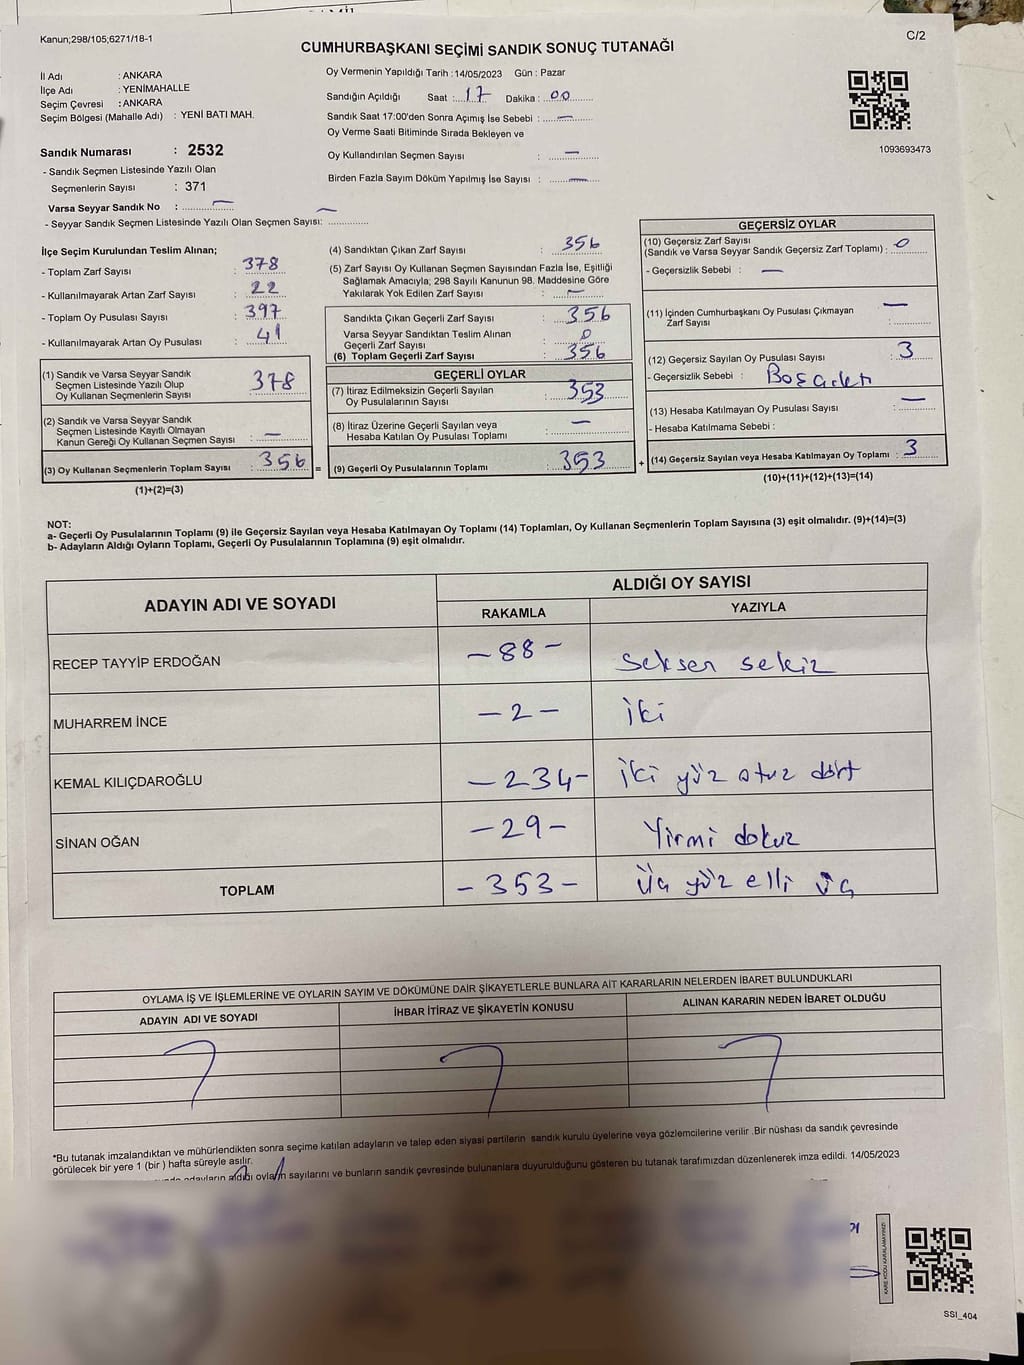 Kanun;298/105;6271/18-1
C/2
CUMHURBAŞKANI SEÇİMİ SANDIK SONUÇ TUTANAĞI
İl Adı : ANKARA
İlçe Adı : YENİMAHALLE
Seçim Çevresi : ANKARA
Seçim Bölgesi (Mahalle Adı) : YENİ BATI MAH.
Sandık Numarası : 2532
- Sandık Seçmen Listesinde Yazılı Olan
Seçmenlerin Sayısı : 371
Varsa Seyyar Sandık No : —
- Seyyar Sandık Seçmen Listesinde Yazılı Olan Seçmen Sayısı: —
Oy Vermenin Yapıldığı Tarih : 14/05/2023 Gün : Pazar
Sandığın Açıldığı Saat : 17 Dakika : 00
Sandık Saat 17:00'den Sonra Açımış İse Sebebi : —
Oy Verme Saati Bitiminde Sırada Bekleyen ve
Oy Kullandırılan Seçmen Sayısı : —
Birden Fazla Sayım Döküm Yapılmış İse Sayısı : —
1093693473
İlçe Seçim Kurulundan Teslim Alınan;
- Toplam Zarf Sayısı : 378
- Kullanılmayarak Artan Zarf Sayısı : 22
- Toplam Oy Pusulası Sayısı : 397
- Kullanılmayarak Artan Oy Pusulası : 41
(1) Sandık ve Varsa Seyyar Sandık
Seçmen Listesinde Yazılı Olup
Oy Kullanan Seçmenlerin Sayısı : 378
(2) Sandık ve Varsa Seyyar Sandık
Seçmen Listesinde Kayıtlı Olmayan
Kanun Gereği Oy Kullanan Seçmen Sayısı : —
(3) Oy Kullanan Seçmenlerin Toplam Sayısı : 356 =
(1)+(2)=(3)
(4) Sandıktan Çıkan Zarf Sayısı : 356
(5) Zarf Sayısı Oy Kullanan Seçmen Sayısından Fazla İse, Eşitliği
Sağlamak Amacıyla; 298 Sayılı Kanunun 98. Maddesine Göre
Yakılarak Yok Edilen Zarf Sayısı : —
Sandıkta Çıkan Geçerli Zarf Sayısı : 356
Varsa Seyyar Sandıktan Teslim Alınan
Geçerli Zarf Sayısı : 0
(6) Toplam Geçerli Zarf Sayısı : 356
GEÇERLİ OYLAR
(7) İtiraz Edilmeksizin Geçerli Sayılan
Oy Pusulalarının Sayısı : 353
(8) İtiraz Üzerine Geçerli Sayılan veya
Hesaba Katılan Oy Pusulası Toplamı : —
(9) Geçerli Oy Pusulalarının Toplamı : 353 +
GEÇERSİZ OYLAR
(10) Geçersiz Zarf Sayısı
(Sandık ve Varsa Seyyar Sandık Geçersiz Zarf Toplamı) : 0
- Geçersizlik Sebebi : —
(11) İçinden Cumhurbaşkanı Oy Pusulası Çıkmayan —
Zarf Sayısı :
(12) Geçersiz Sayılan Oy Pusulası Sayısı : 3
- Geçersizlik Sebebi :
(13) Hesaba Katılmayan Oy Pusulası Sayısı : —
- Hesaba Katılmama Sebebi :
(14) Geçersiz Sayılan veya Hesaba Katılmayan Oy Toplamı : 3
(10)+(11)+(12)+(13)=(14)
NOT:
a- Geçerli Oy Pusulalarının Toplamı (9) ile Geçersiz Sayılan veya Hesaba Katılmayan Oy Toplamı (14) Toplamları, Oy Kullanan Seçmenlerin Toplam Sayısına (3) eşit olmalıdır. (9)+(14)=(3)
b- Adayların Aldığı Oyların Toplamı, Geçerli Oy Pusulalarının Toplamına (9) eşit olmalıdır.
ADAYIN ADI VE SOYADI
ALDIĞI OY SAYISI
RAKAMLA YAZIYLA
RECEP TAYYİP ERDOĞAN – 88 – Seksen sekiz
MUHARREM İNCE – 2 – iki
KEMAL KILIÇDAROĞLU – 234 – iki yüz otuz dört
SİNAN OĞAN – 29 – Yirmi dokuz
TOPLAM – 353 – üç yüz elli üç
OYLAMA İŞ VE İŞLEMLERİNE VE OYLARIN SAYIM VE DÖKÜMÜNE DAİR ŞİKAYETLERLE BUNLARA AİT KARARLARIN NELERDEN İBARET BULUNDUKLARI
ADAYIN ADI VE SOYADI İHBAR İTİRAZ VE ŞİKAYETİN KONUSU ALINAN KARARIN NEDEN İBARET OLDUĞU
*Bu tutanak imzalandıktan ve mühürlendikten sonra seçime katılan adayların ve talep eden siyasi partilerin sandık kurulu üyelerine veya gözlemcilerine verilir .Bir nüshası da sandık çevresinde
görülecek bir yere 1 (bir ) hafta süreyle asılır.
adayların aldığı oyların sayılarını ve bunların sandık çevresinde bulunanlara duyurulduğunu gösteren bu tutanak tarafımızdan düzenlenerek imza edildi. 14/05/2023
KARE KODU KARALAMAYINIZ!
SSI_404